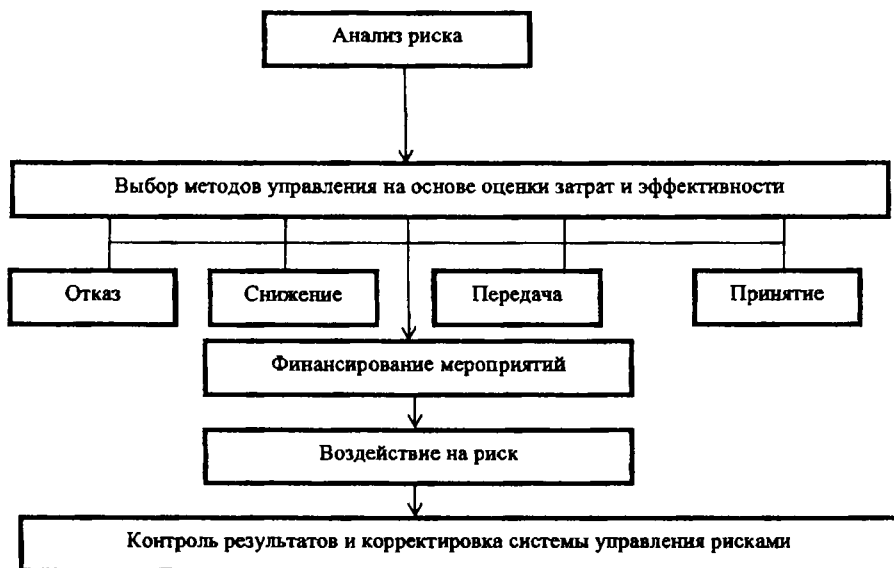 Анализ риска
Выбор методов управления на основе оценки затрат и эффективности
Отказ
Снижение
Передача
Принятие
Финансирование мероприятий
Воздействие на риск
Контроль результатов и корректировка системы управления рисками